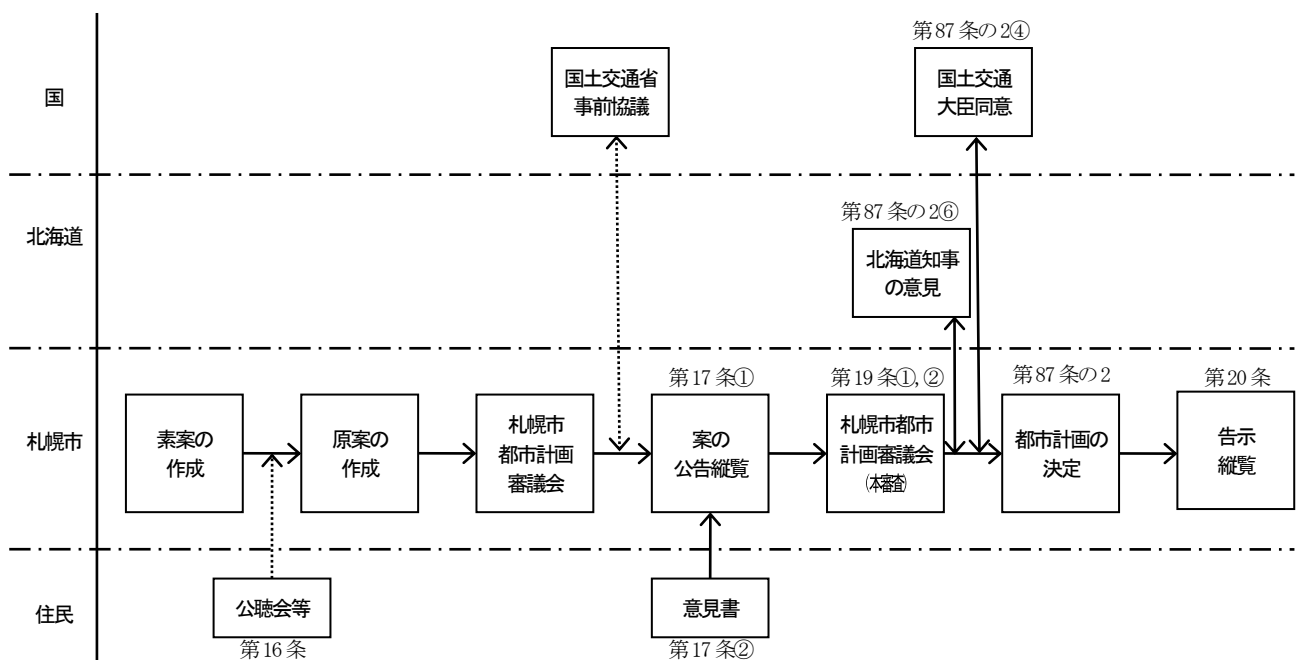 国
国土交通省
事前協議
第87条の2④
国土交通
大臣同意
北海道
第87条の2⑥
北海道知事
の意見
札幌市
素案の
作成
原案の
作成
札幌市
都市計画
審議会
第17条①
案の
公告縦覧
第19条①,②
札幌市都市
計画審議会
(本審査)
第87条の2
都市計画の
決定
第20条
告示
縦覧
住民
公聴会等
第16条
意見書
第17条②